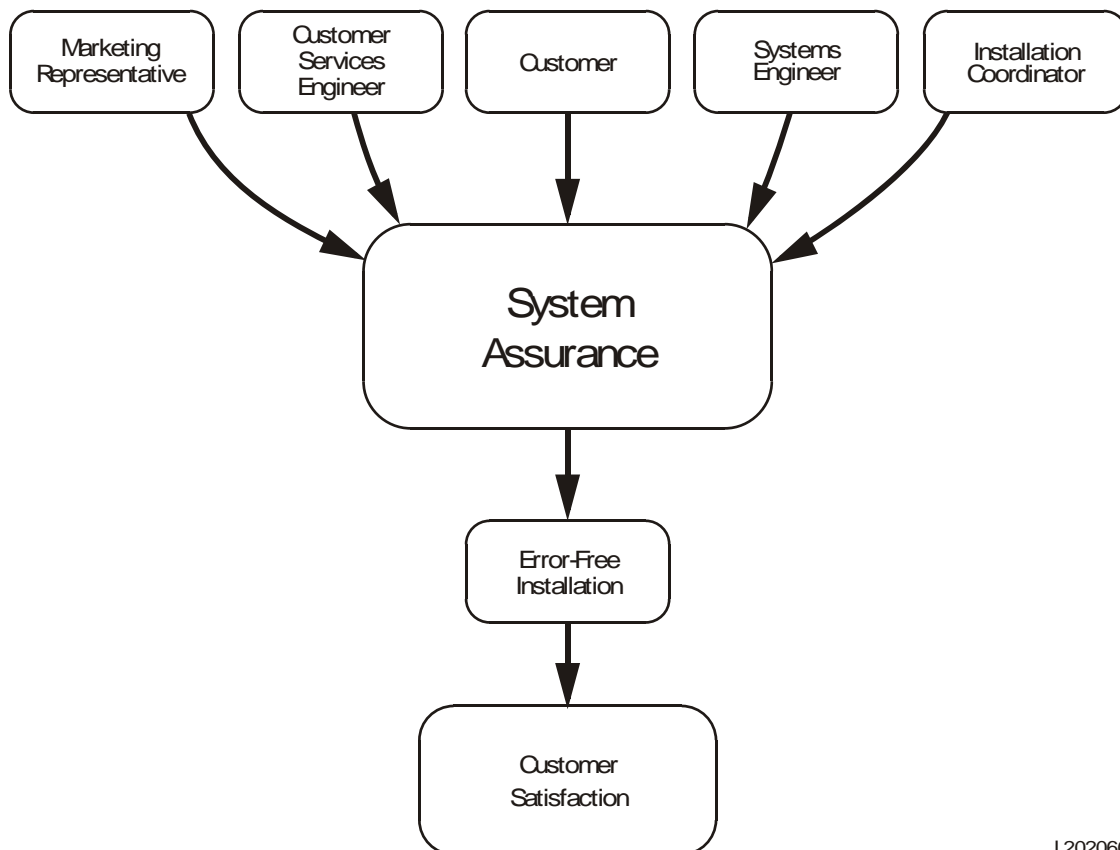 Marketing
Representative
Customer
Services
Engineer
Customer
Systems
Engineer
Installation
Coordinator
System
Assurance
Error-Free
Installation
Customer
Satisfaction